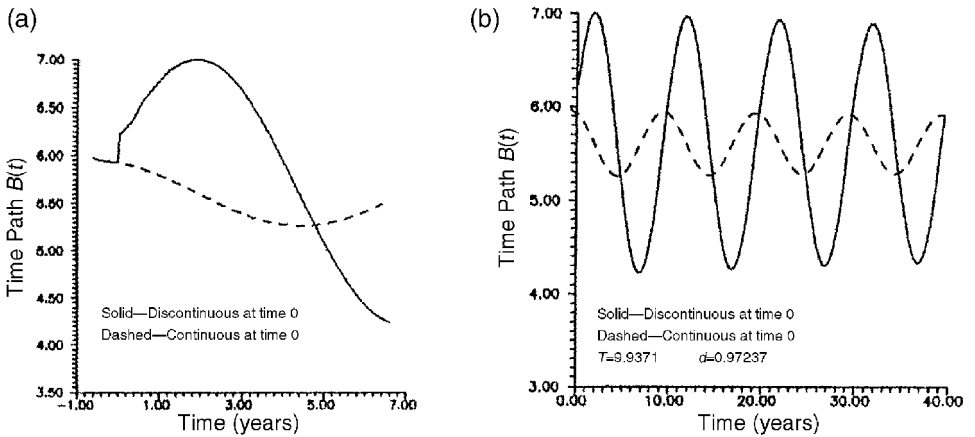 (a)
Time Path B(t)
7.00
6.50
6.00
5.50
5.00
4.50
4.00
3.50
-1.00 1.00 3.00 5.00 7.00
Time (years)
Solid—Discontinuous at time 0
Dashed—Continuous at time 0
(b)
Time Path B(t)
7.00
6.00
5.00
4.00
3.00
0.00 10.00 20.00 30.00 40.00
Time (years)
Solid—Discontinuous at time 0
Dashed—Continuous at time 0
T=9.9371 d=0.97237